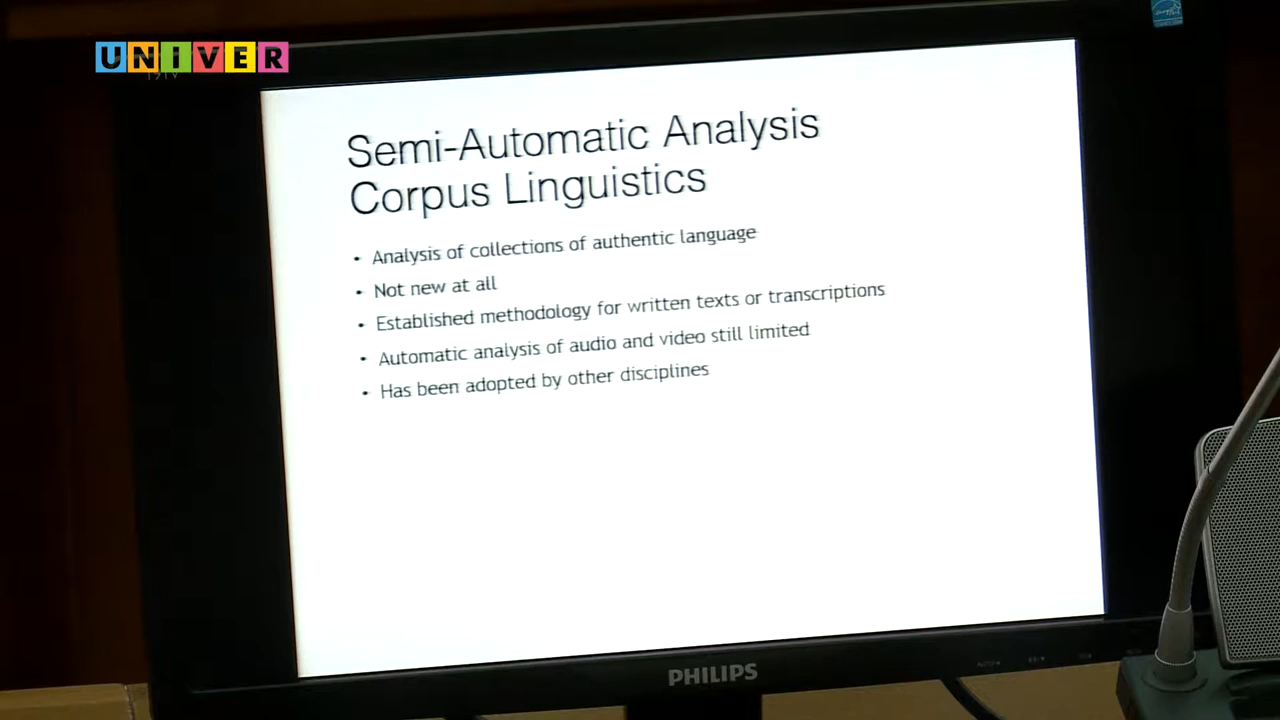 UNIVER
Semi-Automatic Analysis
Corpus Linguistics
• Analysis of collections of authentic language
• Not new at all
• Established methodology for written texts or transcriptions
• Automatic analysis of audio and video still limited
• Has been adopted by other disciplines
PHILIPS